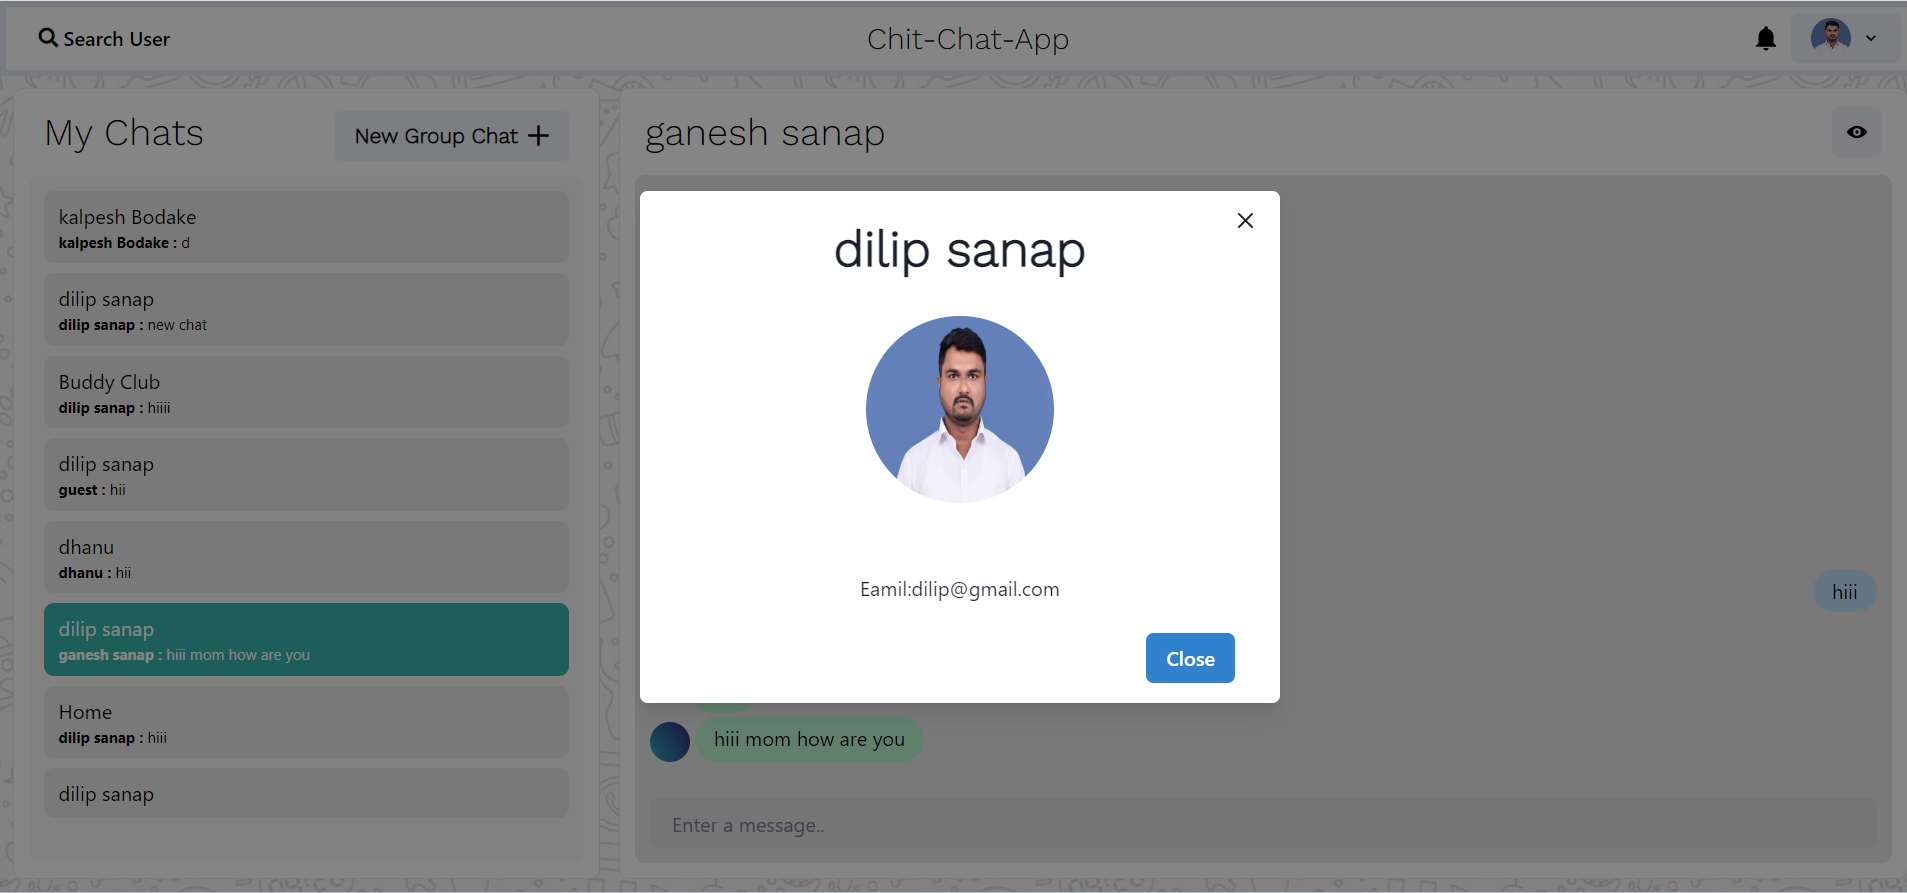 Search User
Chit-Chat-App
My Chats
New Group Chat
kalpesh Bodake
kalpesh Bodake : d
dilip sanap
dilip sanap : new chat
Buddy Club
dilip sanap : hiiii
dilip sanap
guest : hii
dhanu
dhanu : hii
dilip sanap
ganesh sanap : hiii mom how are you
Home
dilip sanap : hiii
dilip sanap
ganesh sanap
dilip sanap
Eamil:dilip@gmail.com
Close
hiii
hiii mom how are you
Enter a message..